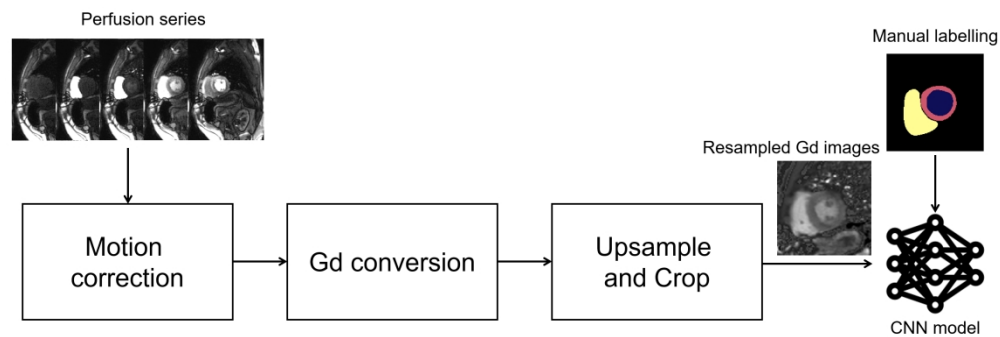 Perfusion series
Manual labelling
Resampled Gd images
Motion
correction
Gd conversion
Upsample
and Crop
CNN model